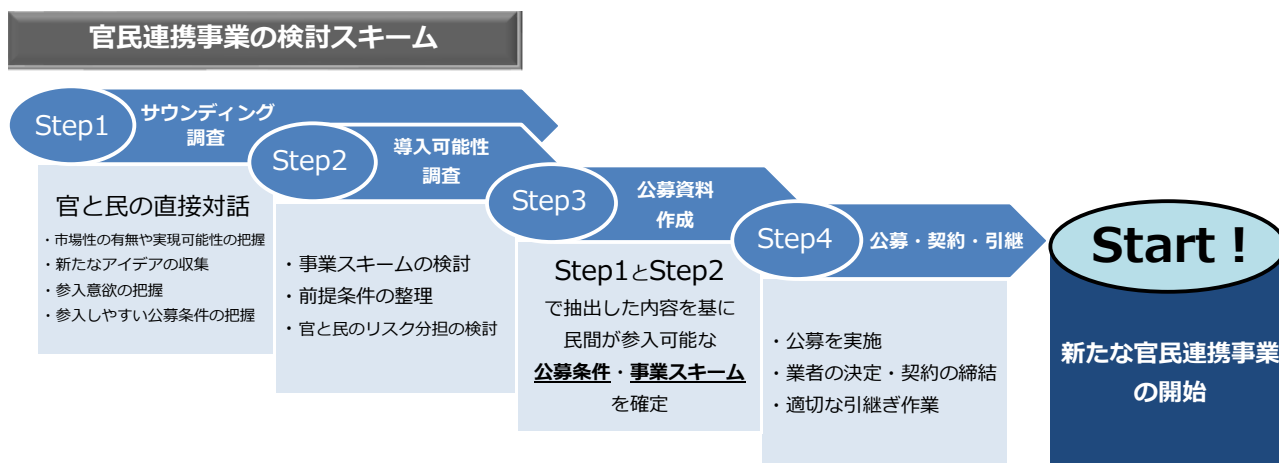 官民連携事業の検討スキーム
Step1
サウンディング
調査
官と民の直接対話
・市場性の有無や実現可能性の把握
・新たなアイデアの収集
・参入意欲の把握
・参入しやすい公募条件の把握
Step2
導入可能性
調査
・事業スキームの検討
・前提条件の整理
・官と民のリスク分担の検討
Step3
公募資料
作成
Step1とStep2
で抽出した内容を基に
民間が参入可能な
公募条件・事業スキーム
を確定
Step4
公募・契約・引継
・公募を実施
・業者の決定・契約の締結
・適切な引継ぎ作業
Start！
新たな官民連携事業
の開始